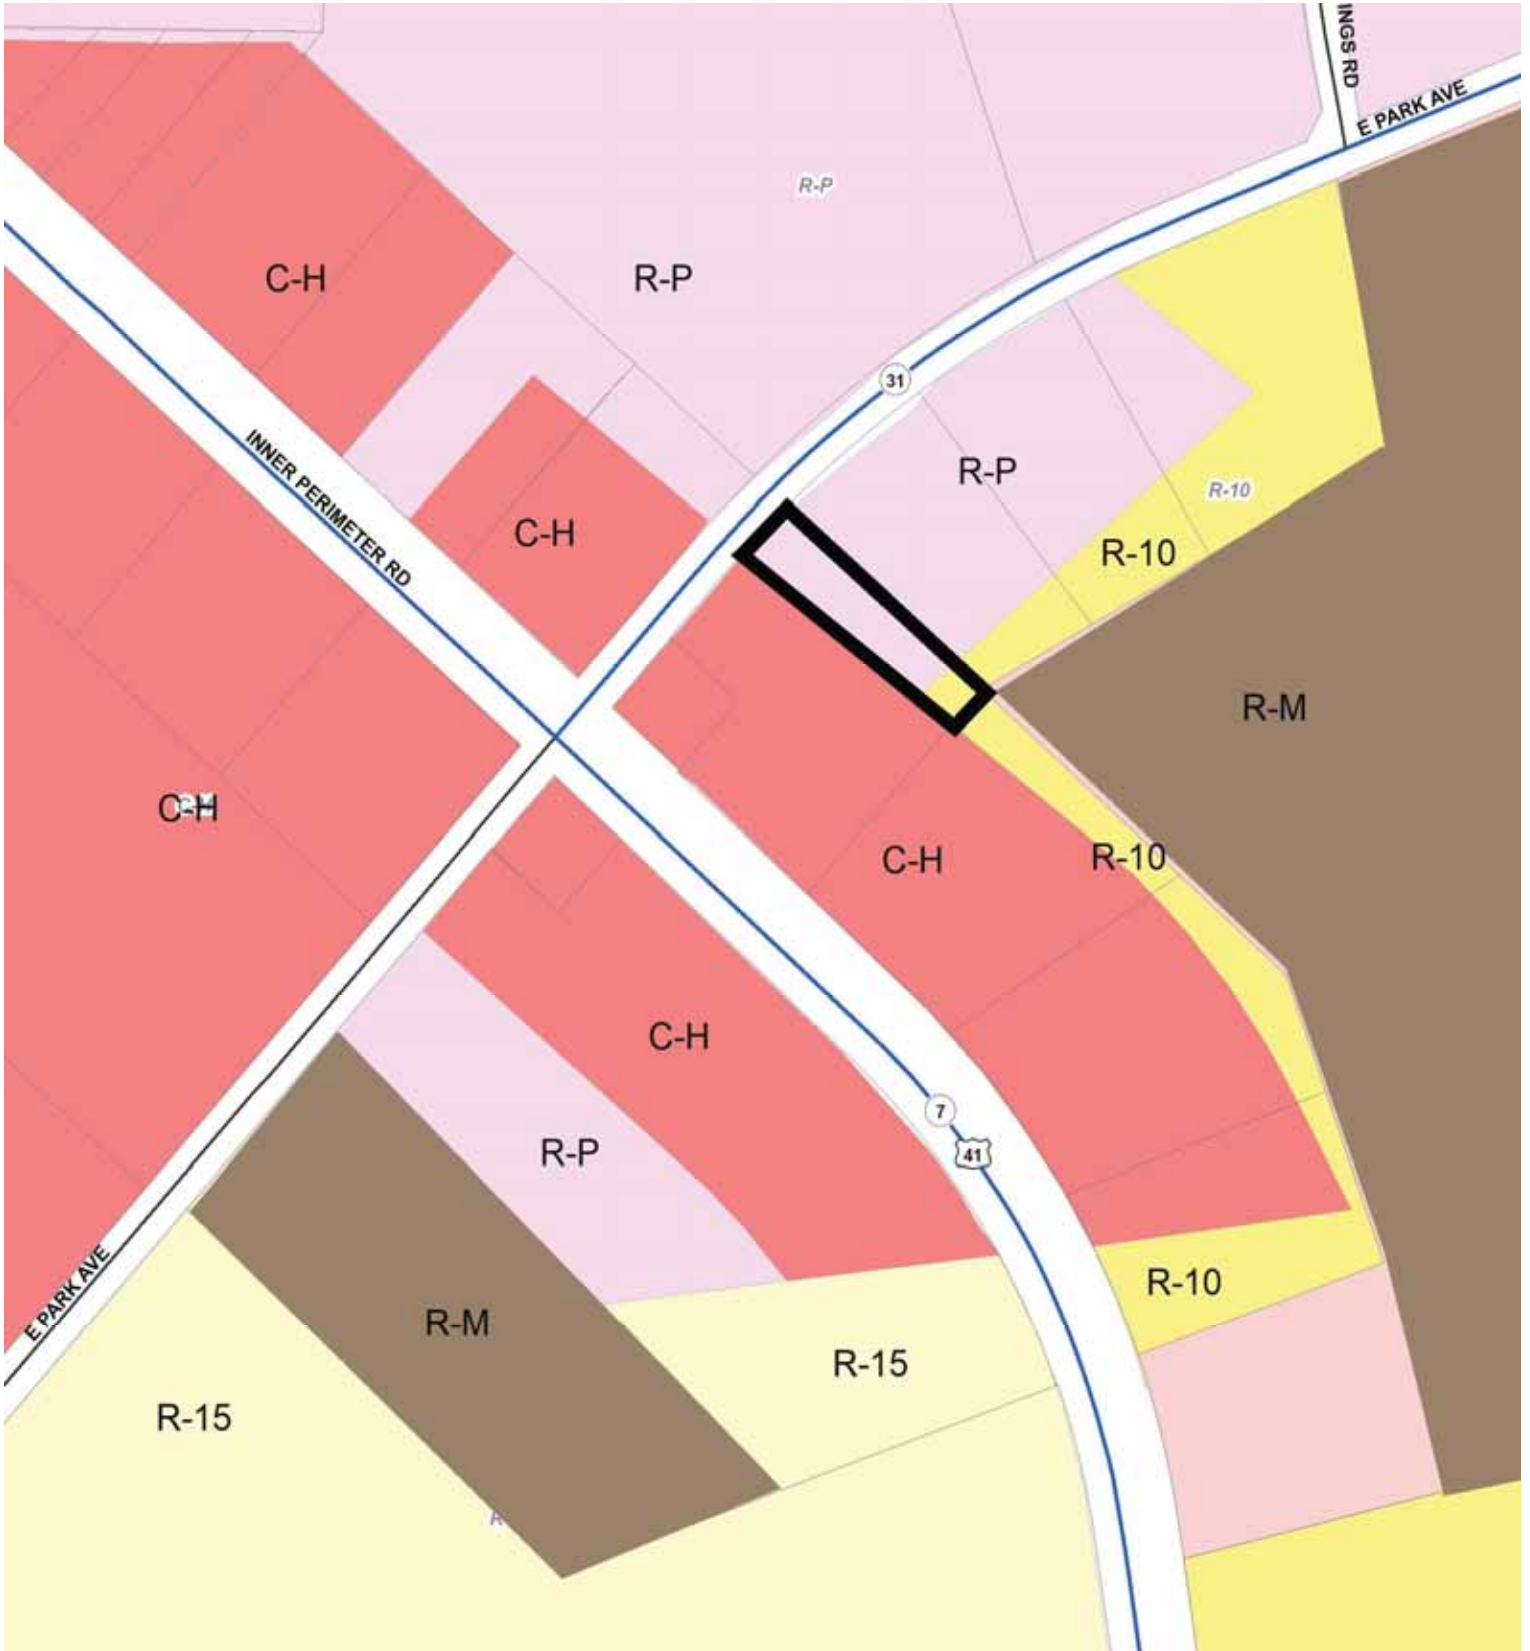 INGS RD
E PARK AVE
R-P
C-H
R-P
31
INNER PERIMETER RD
R-P
R-10
C-H
R-10
R-M
C-H
C-H
R-10
C-H
7
41
R-P
E PARK AVE
R-10
R-M
R-15
R-15
R